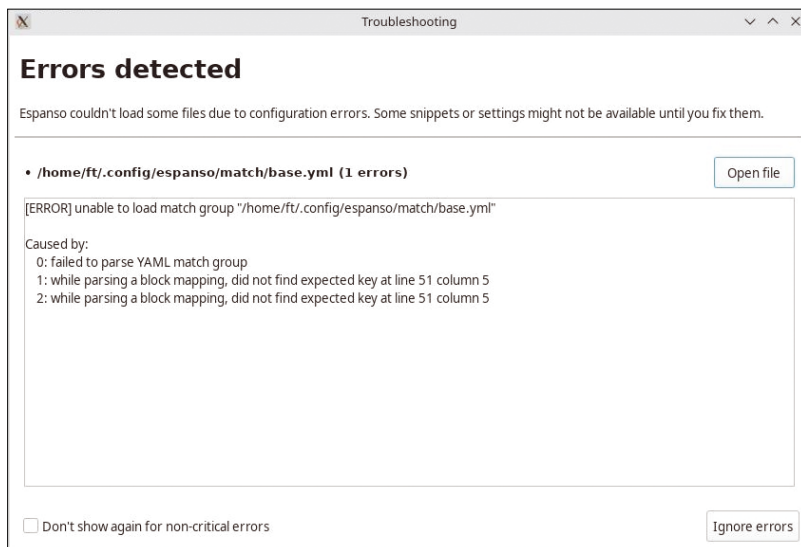 Troubleshooting
Errors detected
Espanso couldn't load some files due to configuration errors. Some snippets or settings might not be available until you fix them.
• /home/ft/.config/espanso/match/base.yml (1 errors)
Open file
[ERROR] unable to load match group "/home/ft/.config/espanso/match/base.yml"
Caused by:
0: failed to parse YAML match group
1: while parsing a block mapping, did not find expected key at line 51 column 5
2: while parsing a block mapping, did not find expected key at line 51 column 5
Don't show again for non-critical errors
Ignore errors